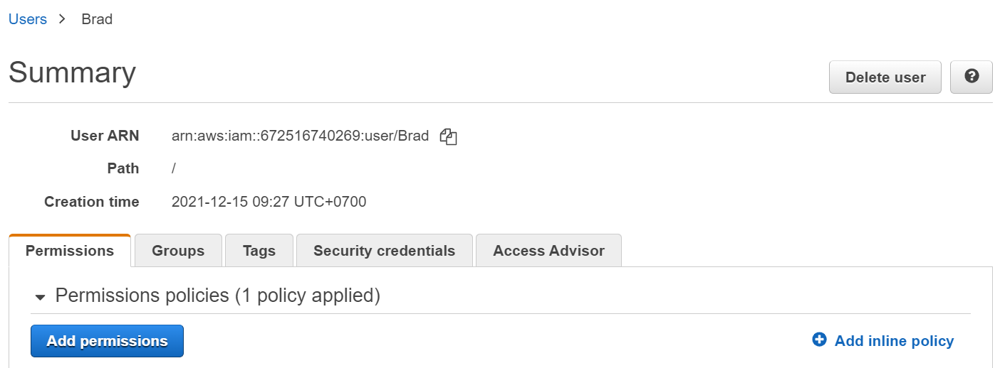 Users > Brad
Summary
Delete user
?
User ARN arn:aws:iam::672516740269:user/Brad
Path /
Creation time 2021-12-15 09:27 UTC+0700
Permissions Groups Tags Security credentials Access Advisor
Permissions policies (1 policy applied)
Add permissions
Add inline policy